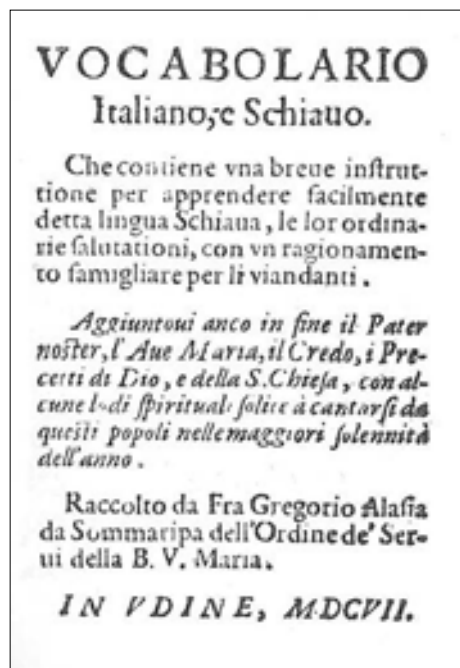 VOCABOLARIO
Italiano, e Schiauo.
Che contiene vna breue inſtrut-
tione per apprendere facilmente
detta lingua Schiaua, le lor ordina-
rie ſalutationi, con vn ragionamen-
to famigliare per li viandanti.
Aggiuntoui anco in fine il Pater
noſter, l'Aue Maria, il Credo, i Pre-
cetti di Dio, e della S. Chieſa, con al-
cune lodi ſpirituali ſolite à cantarſi da
queſti popoli nelle maggiori ſolennità
dell'anno.
Raccolto da Fra Gregorio Alaſia
da Sommaripa dell'Ordine de' Ser-
ui della B. V. Maria.
IN VDINE, MDCVII.